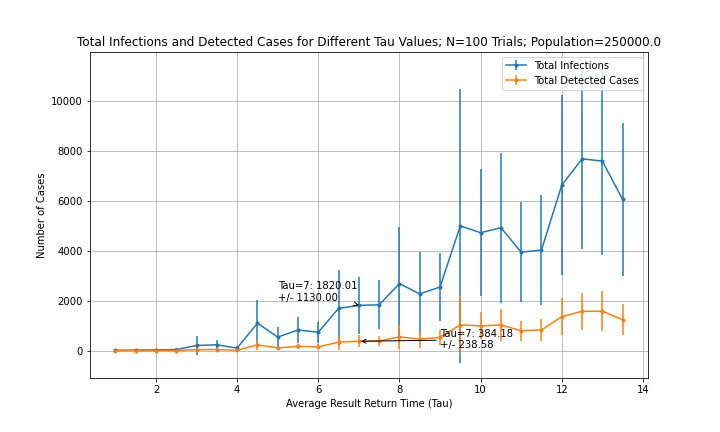 Total Infections and Detected Cases for Different Tau Values; N=100 Trials; Population=250000.0
Total Infections
Total Detected Cases
10000
8000
6000
4000
2000
0
Number of Cases
Tau=7: 1820.01
+/- 1130.00
Tau=7: 384.18
+/- 238.58
2
4
6
8
10
12
14
Average Result Return Time (Tau)